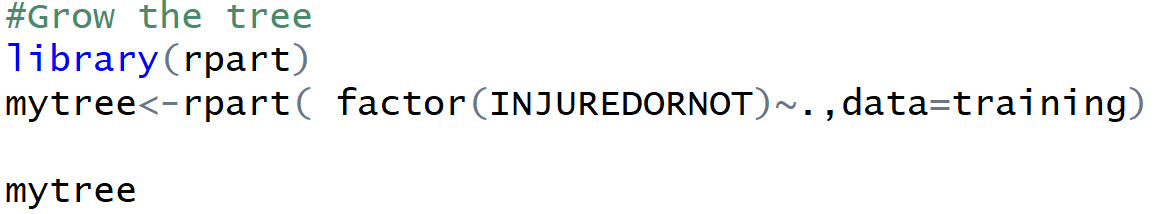 #Grow the tree
library(rpart)
mytree<-rpart( factor(INJUREDORNOT)~.,data=training)
mytree